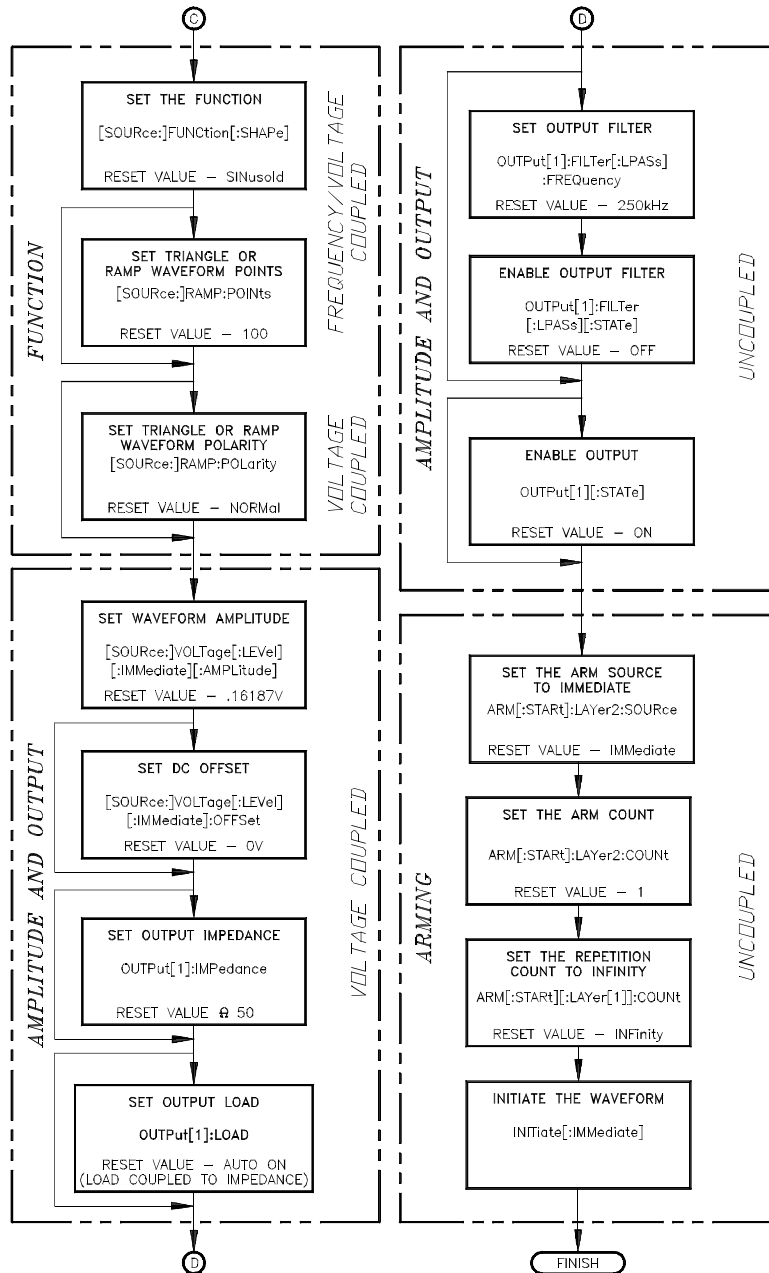 C
SET THE FUNCTION
[SOURce:]FUNCtion[:SHAPe]
RESET VALUE – SINusoId
SET TRIANGLE OR
RAMP WAVEFORM POINTS
[SOURce:]RAMP:POINts
RESET VALUE – 100
SET TRIANGLE OR RAMP
WAVEFORM POLARITY
[SOURce:]RAMP:POLarity
RESET VALUE – NORMal
FUNCTION
FREQUENCY/VOLTAGE
COUPLED
VOLTAGE
COUPLED
SET WAVEFORM AMPLITUDE
[SOURce:]VOLTage[:LEVel]
[:IMMediate][:AMPLitude]
RESET VALUE – .16187V
SET DC OFFSET
[SOURce:]VOLTage[:LEVel]
[:IMMediate]:OFFSet
RESET VALUE – 0V
SET OUTPUT IMPEDANCE
OUTPut[1]:IMPedance
RESET VALUE Ω 50
SET OUTPUT LOAD
OUTPut[1]:LOAD
RESET VALUE – AUTO ON
(LOAD COUPLED TO IMPEDANCE)
AMPLITUDE AND OUTPUT
VOLTAGE COUPLED
D
D
SET OUTPUT FILTER
OUTPut[1]:FILTer[:LPASs]
:FREQuency
RESET VALUE – 250kHz
ENABLE OUTPUT FILTER
OUTPut[1]:FILTer
[:LPASs][:STATe]
RESET VALUE – OFF
ENABLE OUTPUT
OUTPut[1][:STATe]
RESET VALUE – ON
AMPLITUDE AND OUTPUT
UNCOUPLED
SET THE ARM SOURCE
TO IMMEDIATE
ARM[:STARt]:LAYer2:SOURce
RESET VALUE – IMMediate
SET THE ARM COUNT
ARM[:STARt]:LAYer2:COUNt
RESET VALUE – 1
SET THE REPETITION
COUNT TO INFINITY
ARM[:STARt][:LAYer[1]]:COUNt
RESET VALUE – INFinity
INITIATE THE WAVEFORM
INITiate[:IMMediate]
ARMING
UNCOUPLED
FINISH